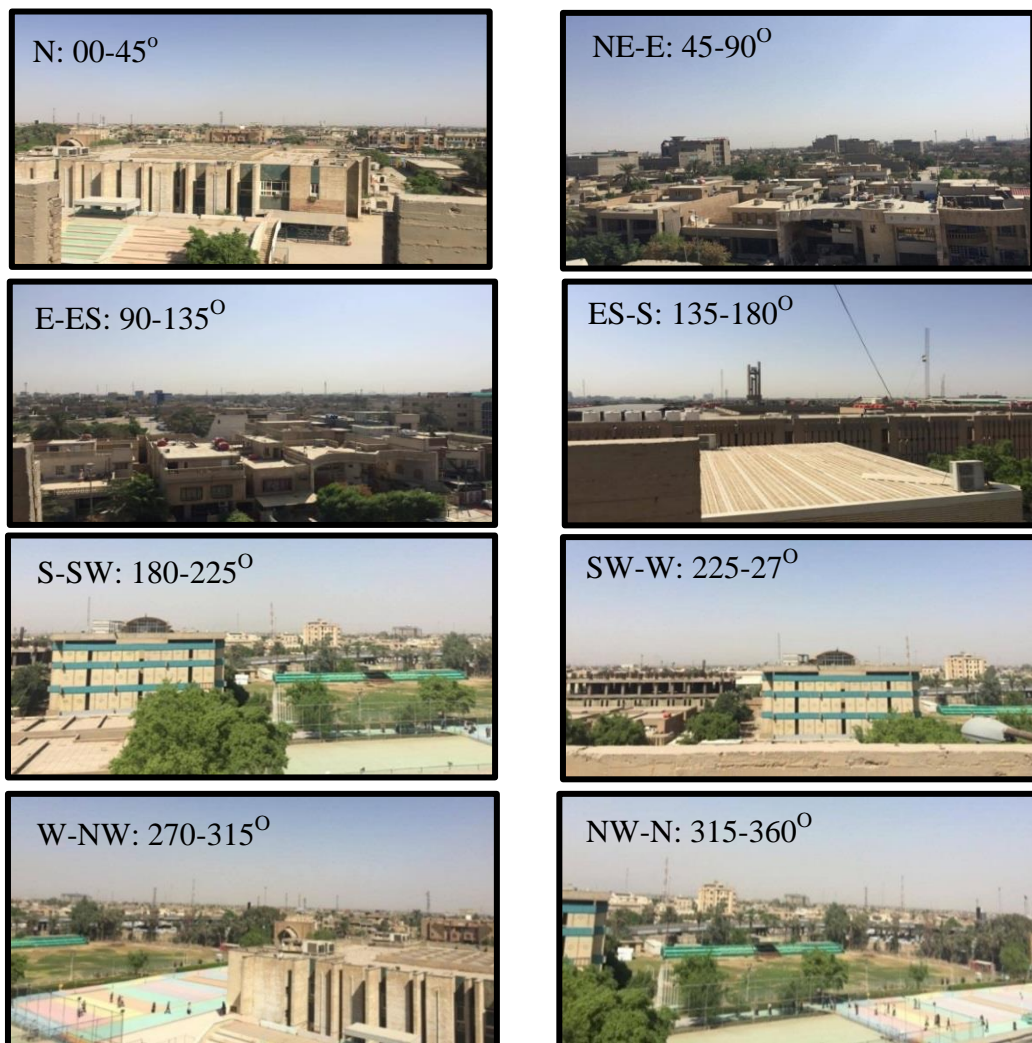 N: 00-45o
NE-E: 45-90O
E-ES: 90-135O
ES-S: 135-180O
S-SW: 180-225O
SW-W: 225-27O
W-NW: 270-315O
NW-N: 315-360O